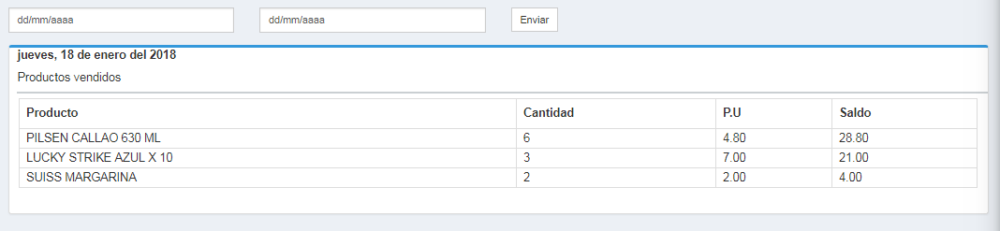 dd/mm/aaaa dd/mm/aaaa Enviar
jueves, 18 de enero del 2018
Productos vendidos
Producto Cantidad P.U Saldo
PILSEN CALLAO 630 ML 6 4.80 28.80
LUCKY STRIKE AZUL X 10 3 7.00 21.00
SUISS MARGARINA 2 2.00 4.00